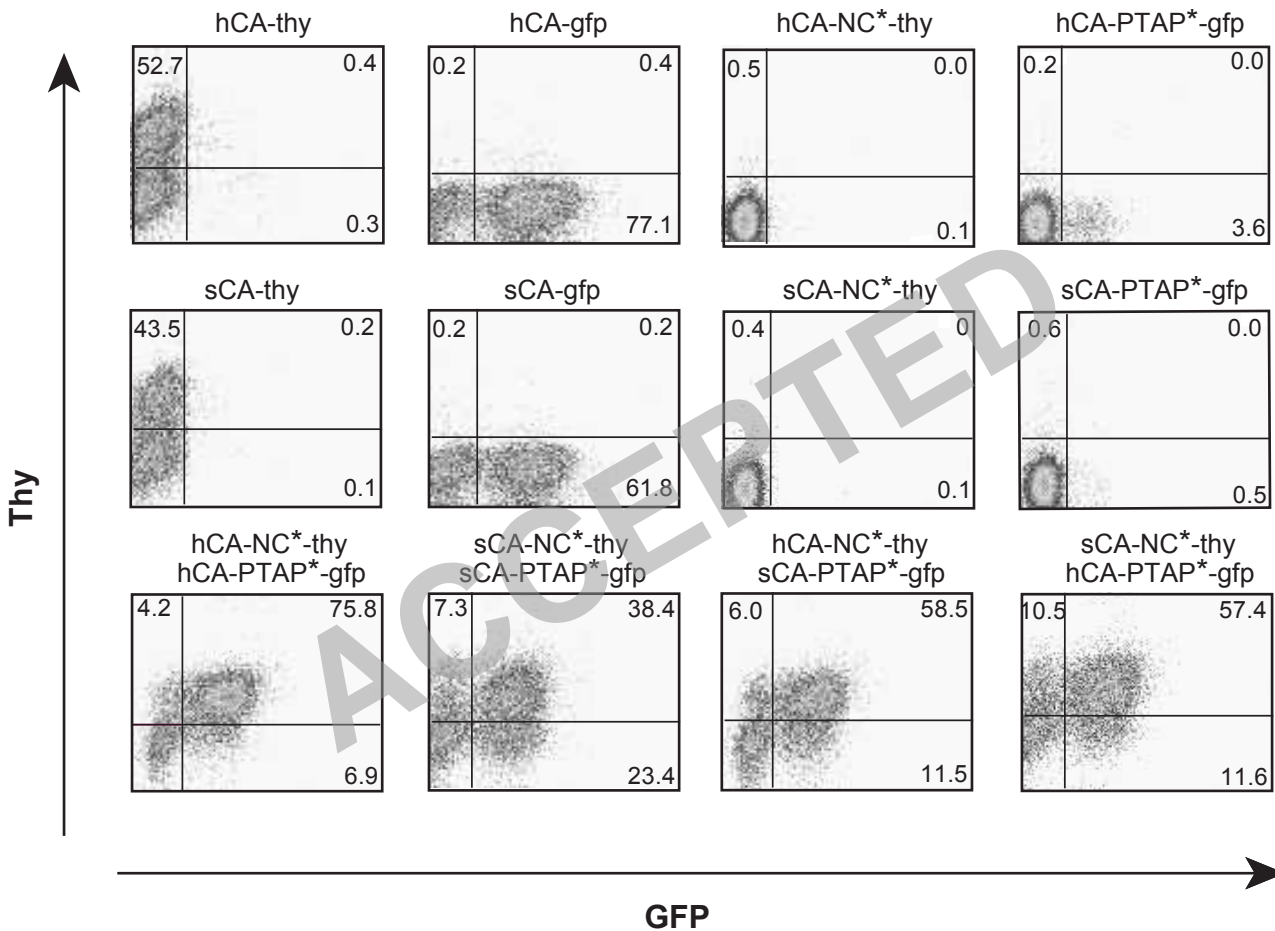 hCA-thy
hCA-gfp
hCA-NC*-thy
hCA-PTAP*-gfp
52.7
0.4
0.3
0.2
0.4
77.1
0.5
0.0
0.1
0.2
0.0
3.6
sCA-thy
sCA-gfp
sCA-NC*-thy
sCA-PTAP*-gfp
43.5
0.2
0.1
0.2
0.2
61.8
0.4
0
0.1
0.6
0.0
0.5
hCA-NC*-thy
hCA-PTAP*-gfp
sCA-NC*-thy
sCA-PTAP*-gfp
hCA-NC*-thy
sCA-PTAP*-gfp
sCA-NC*-thy
hCA-PTAP*-gfp
4.2
75.8
6.9
7.3
38.4
23.4
6.0
58.5
11.5
10.5
57.4
11.6
Thy
GFP
ACCEPTED